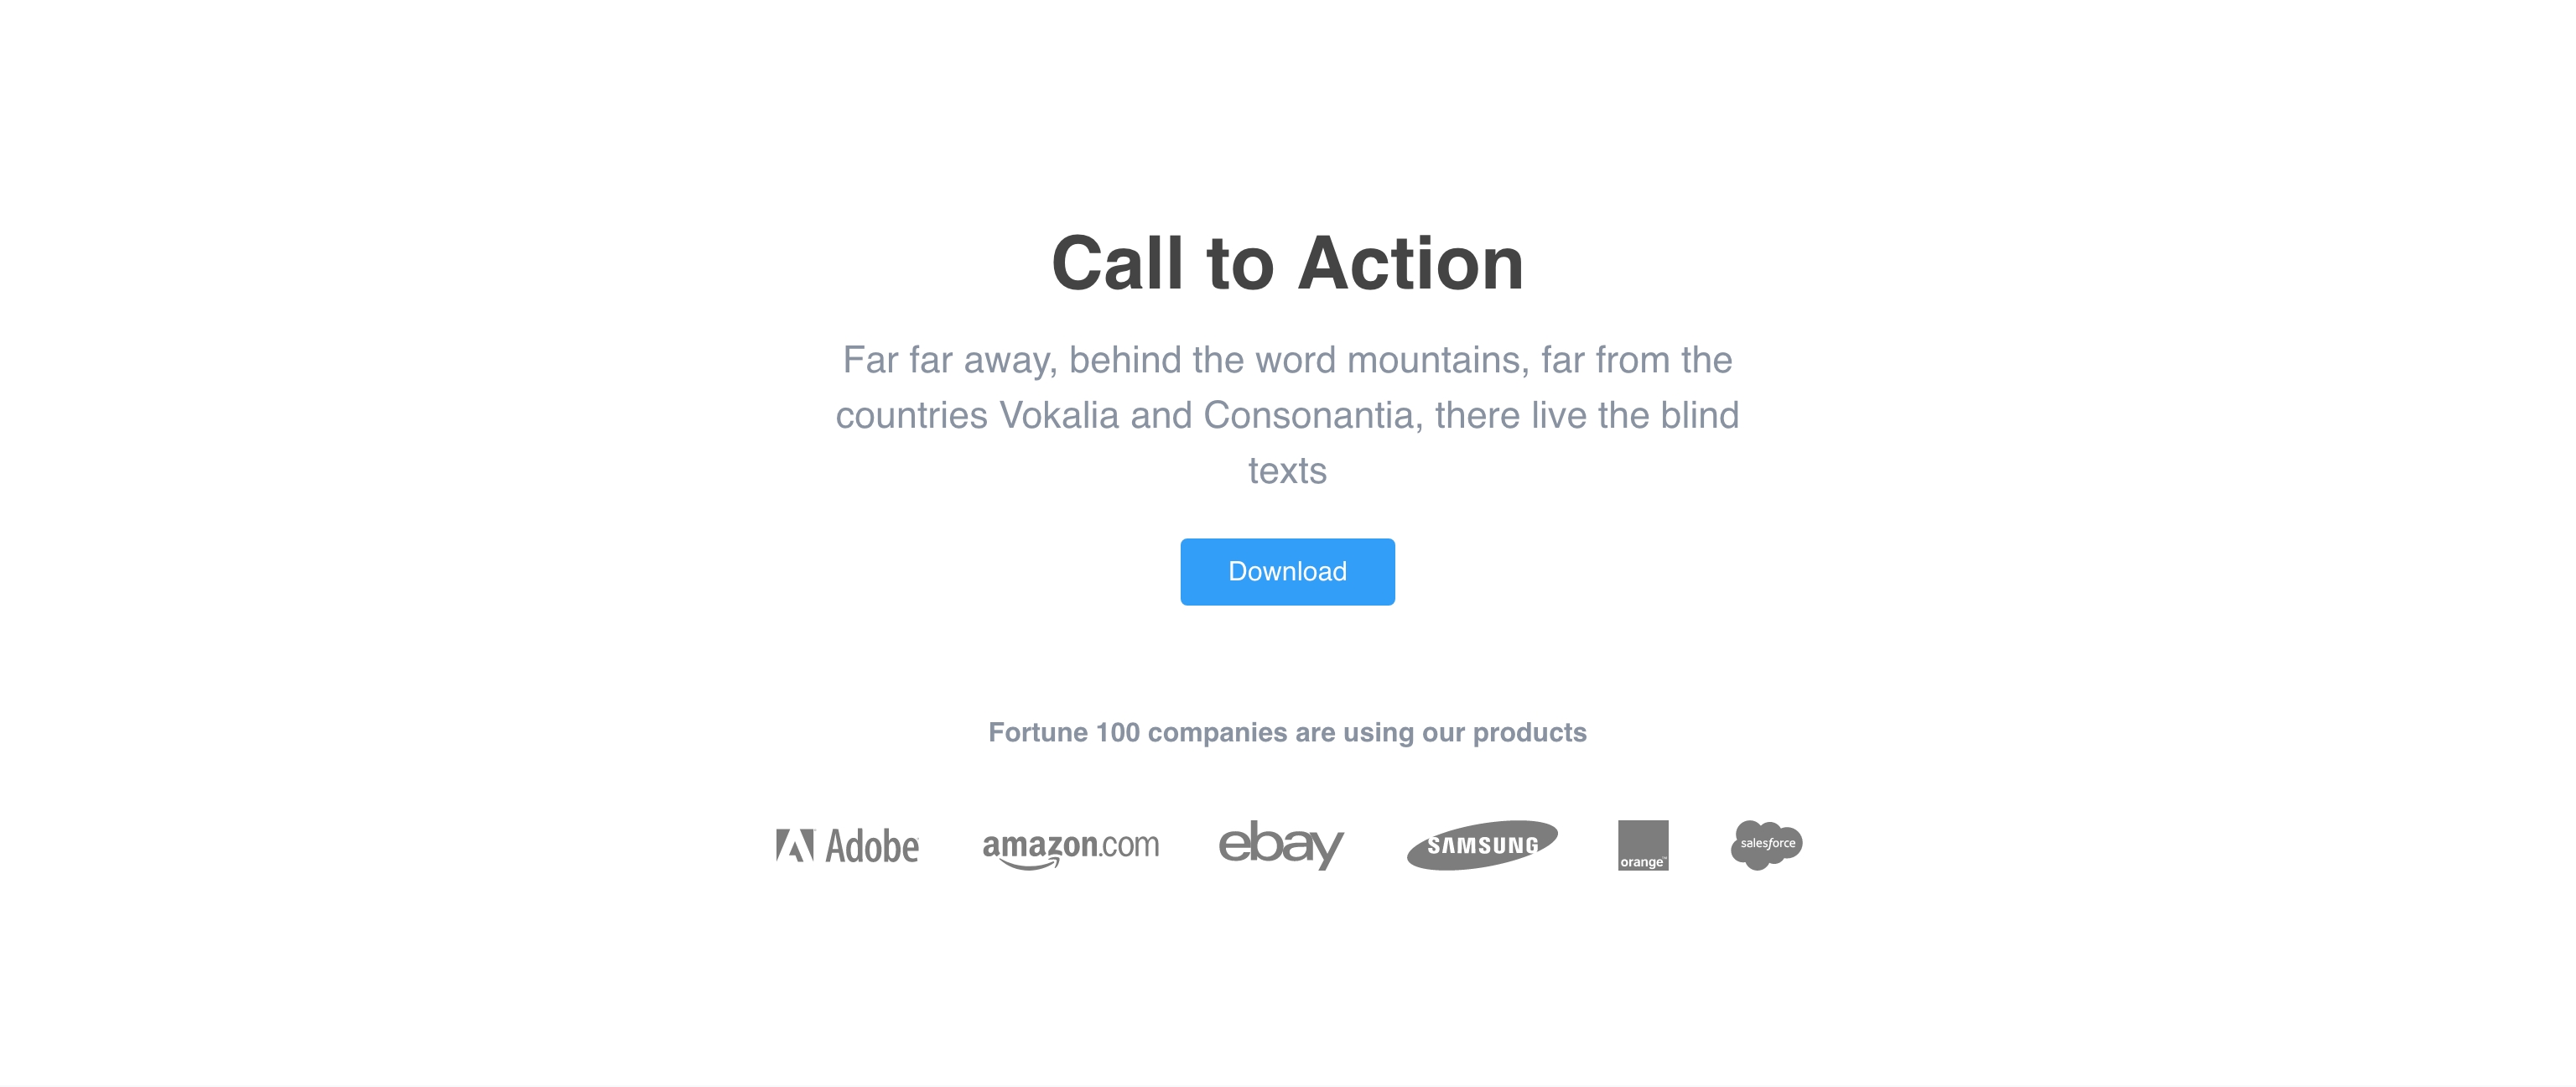 Call to Action
Far far away, behind the word mountains, far from the
countries Vokalia and Consonantia, there live the blind
texts
Download
Fortune 100 companies are using our products
Adobe amazon.com ebay SAMSUNG orange™ salesforce